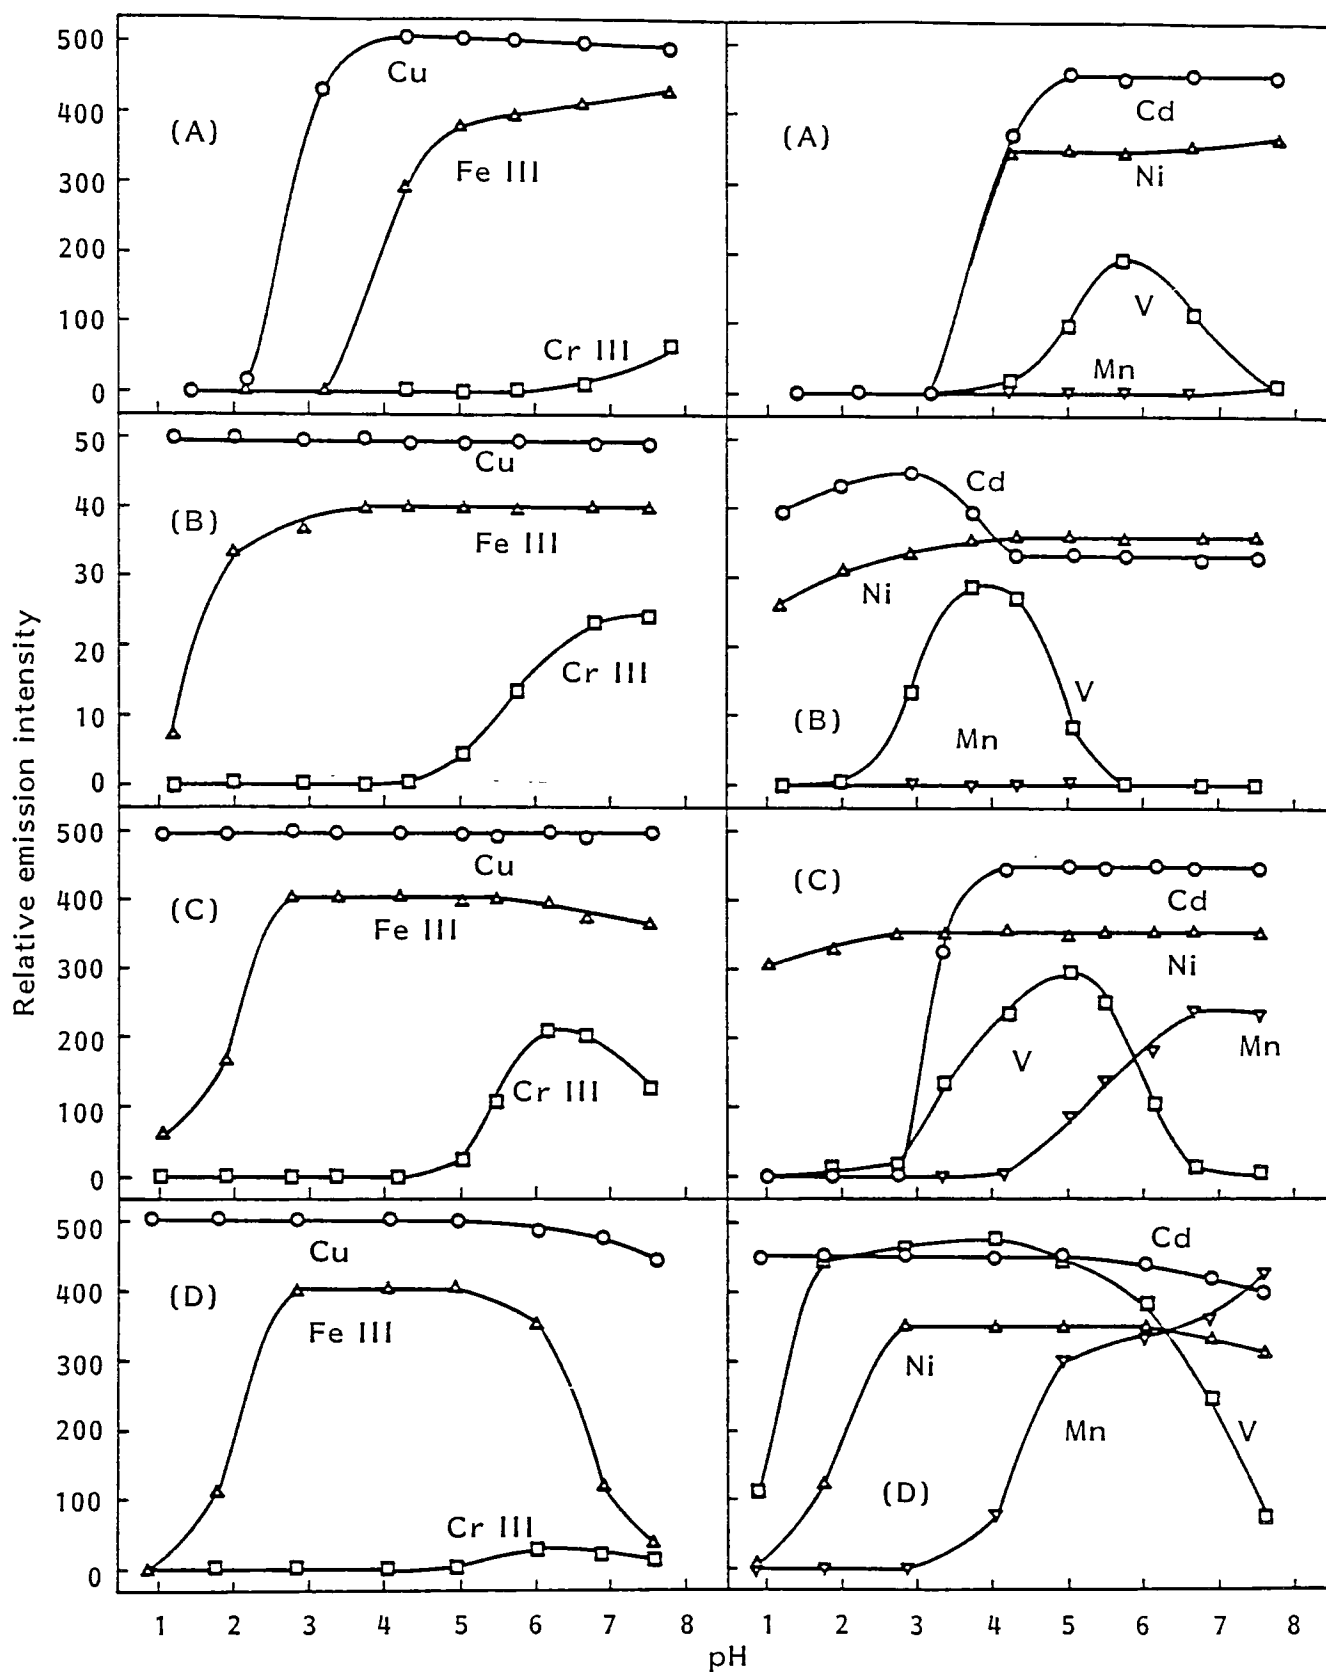 500
Cu
400
(A)
Fe III
300
200
100
Cr III
0
(A)
Cd
Ni
V
Mn
50
Cu
40
(B)
Fe III
30
20
Cr III
10
0
Cd
Ni
V
(B)
Mn
500
Cu
400
(C)
Fe III
300
200
Cr III
100
0
(C)
Cd
Ni
V
Mn
500
Cu
400
(D)
Fe III
300
200
100
Cr III
0
Cd
Ni
Mn
V
(D)
1 2 3 4 5 6 7 8
1 2 3 4 5 6 7 8
pH
Relative emission intensity